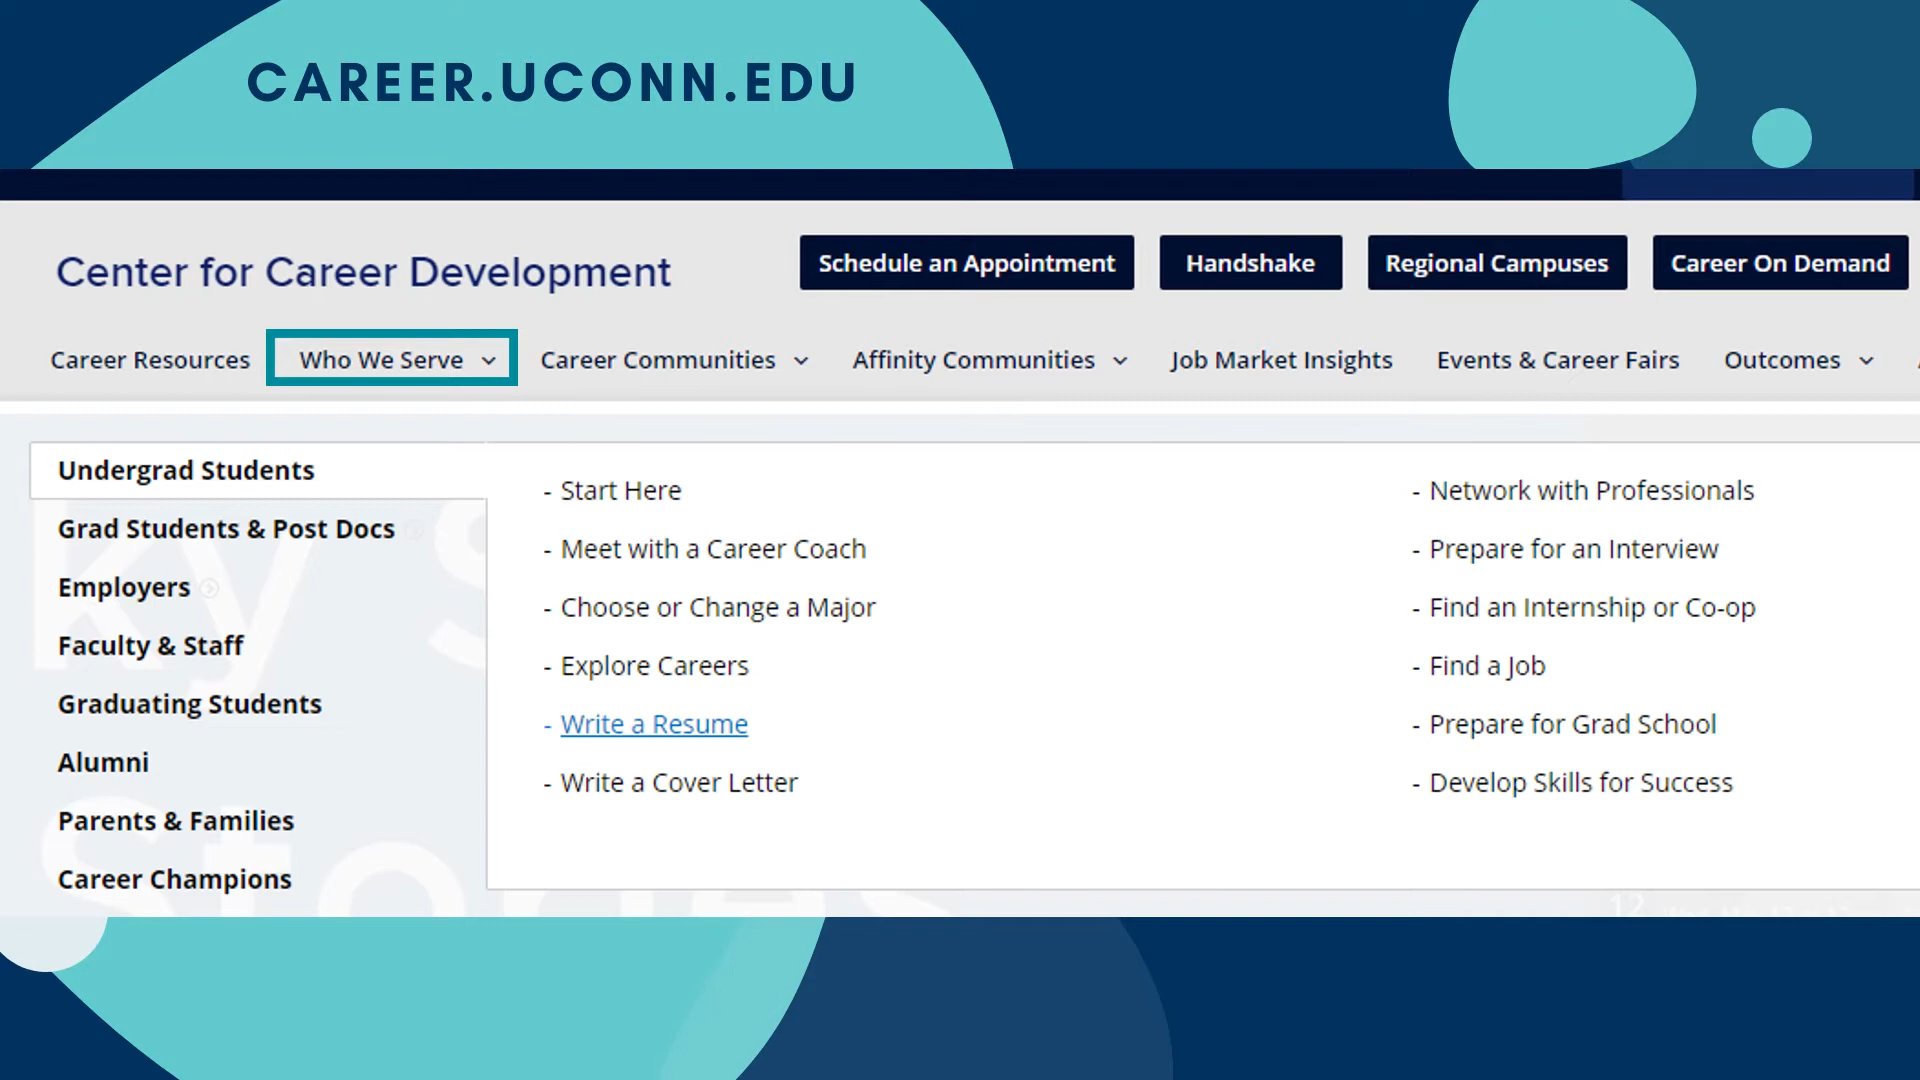 CAREER.UCONN.EDU
Center for Career Development
Schedule an Appointment
Handshake
Regional Campuses
Career On Demand
Career Resources
Who We Serve
Career Communities
Affinity Communities
Job Market Insights
Events & Career Fairs
Outcomes
Undergrad Students
Grad Students & Post Docs
Employers
Faculty & Staff
Graduating Students
Alumni
Parents & Families
Career Champions
- Start Here
- Meet with a Career Coach
- Choose or Change a Major
- Explore Careers
- Write a Resume
- Write a Cover Letter
- Network with Professionals
- Prepare for an Interview
- Find an Internship or Co-op
- Find a Job
- Prepare for Grad School
- Develop Skills for Success